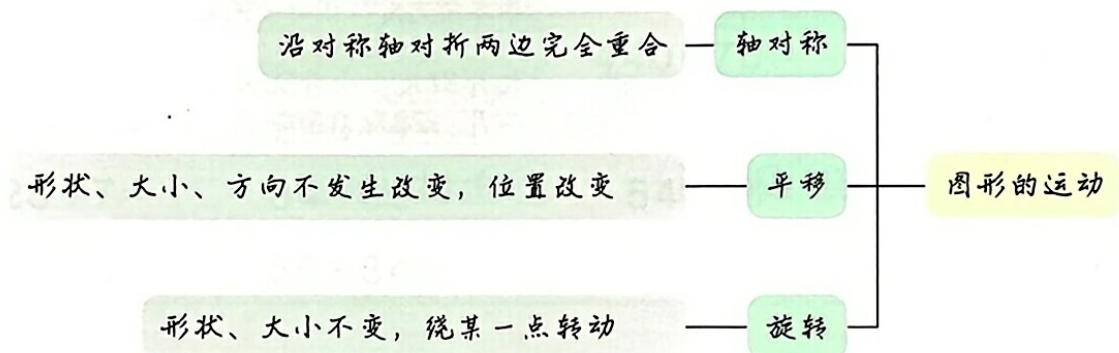 沿对称轴对折两边完全重合
轴对称
形状、大小、方向不发生改变，位置改变
平移
图形的运动
形状、大小不变，绕某一点转动
旋转